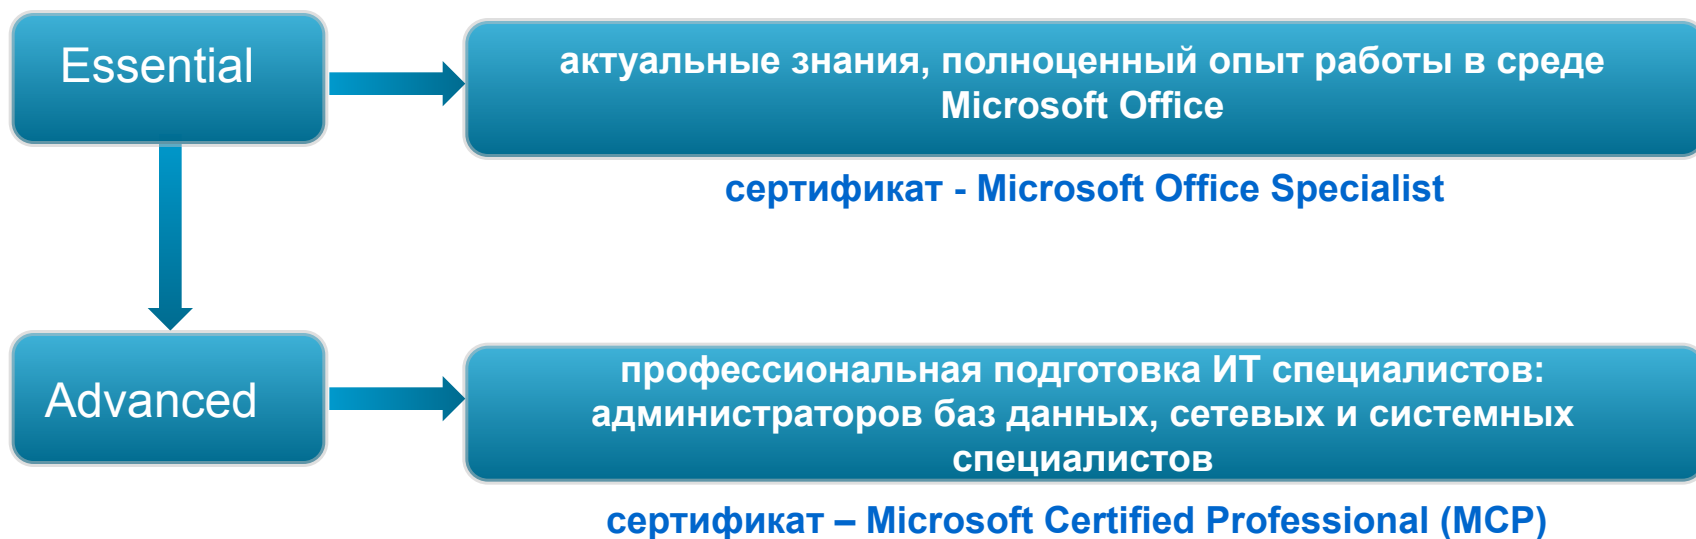 Essential
актуальные знания, полноценный опыт работы в среде
Microsoft Office
сертификат - Microsoft Office Specialist
Advanced
профессиональная подготовка ИТ специалистов:
администраторов баз данных, сетевых и системных
специалистов
сертификат – Microsoft Certified Professional (MCP)